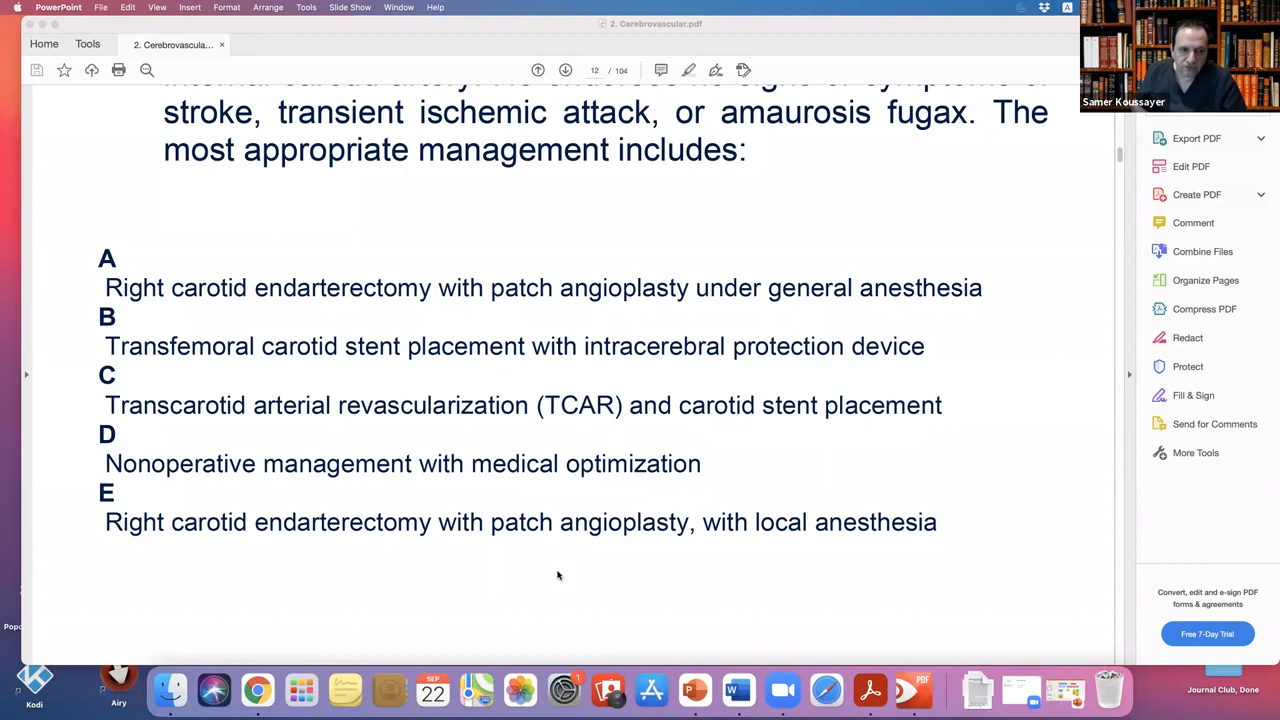 PowerPoint File Edit View Insert Format Arrange Tools Slide Show Window Help
2. Cerebrovascular.pdf
Home Tools 2. Cerebrovascula... ×
12 / 104
Samer Koussayer
stroke, transient ischemic attack, or amaurosis fugax. The
most appropriate management includes:
A
Right carotid endarterectomy with patch angioplasty under general anesthesia
B
Transfemoral carotid stent placement with intracerebral protection device
C
Transcarotid arterial revascularization (TCAR) and carotid stent placement
D
Nonoperative management with medical optimization
E
Right carotid endarterectomy with patch angioplasty, with local anesthesia
Export PDF
Edit PDF
Create PDF
Comment
Combine Files
Organize Pages
Compress PDF
Redact
Protect
Fill & Sign
Send for Comments
More Tools
Convert, edit and e-sign PDF
forms & agreements
Free 7-Day Trial
SEP
22
1
PDF
Kodi
Airy
Journal Club, Done